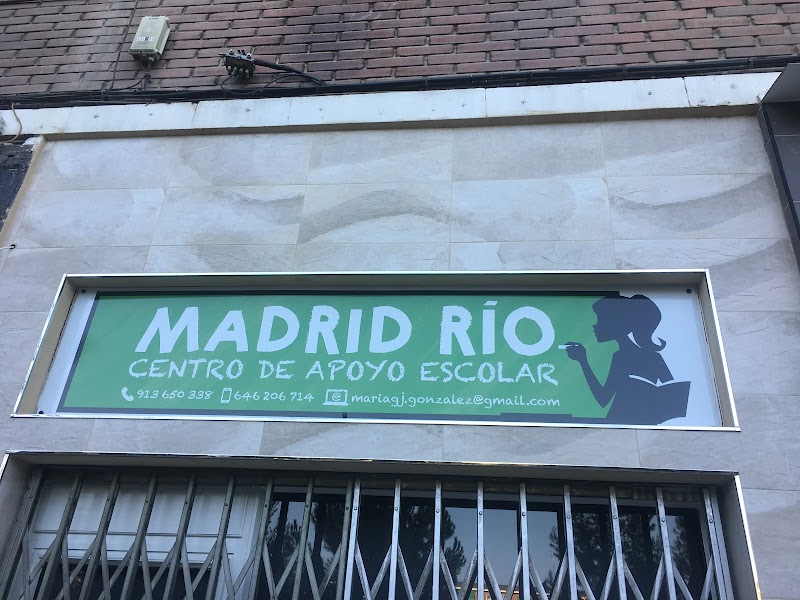 MADRID RÍO
CENTRO DE APOYO ESCOLAR
913 650 338 646 206 714 mariagj.gonzalez@gmail.com